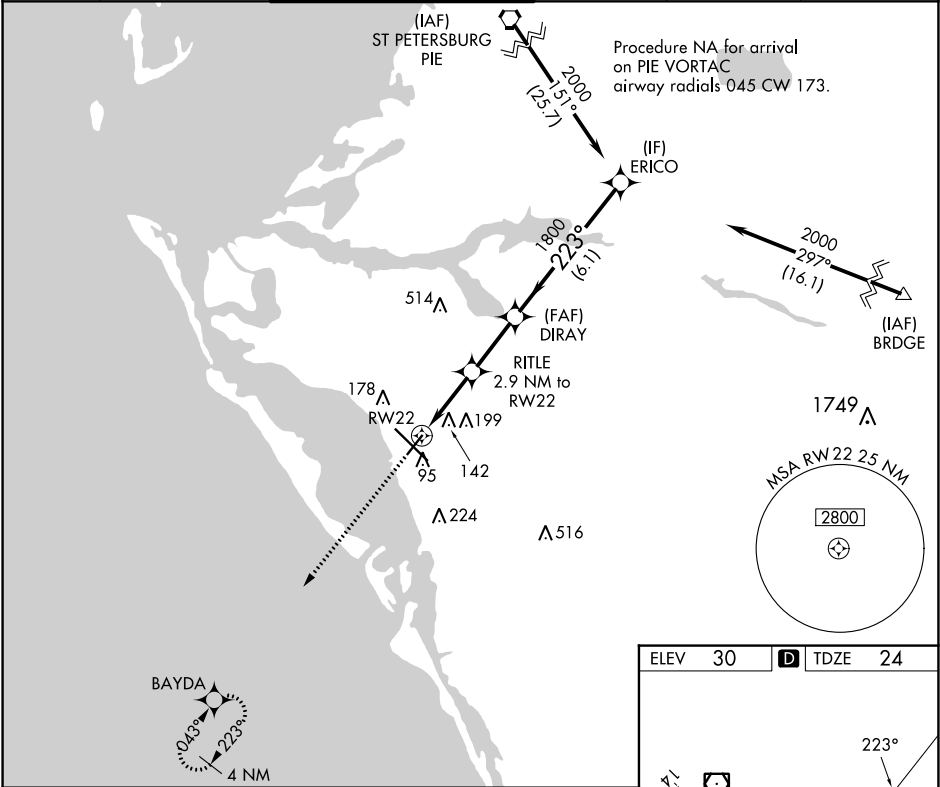 (IAF)
ST PETERSBURG
PIE
Procedure NA for arrival
on PIE VORTAC
airway radials 045 CW 173.
2000
151°
(25.7)
(IF)
ERICO
1800
223°
(6.1)
2000
297°
(16.1)
(IAF)
BRDGE
514
(FAF)
DIRAY
RITLE
2.9 NM to
RW22
178
RW22
199
142
95
224
516
1749
MSA RW22 25 NM
2800
ELEV 30 D TDZE 24
BAYDA
043°
223°
4 NM
223°
14